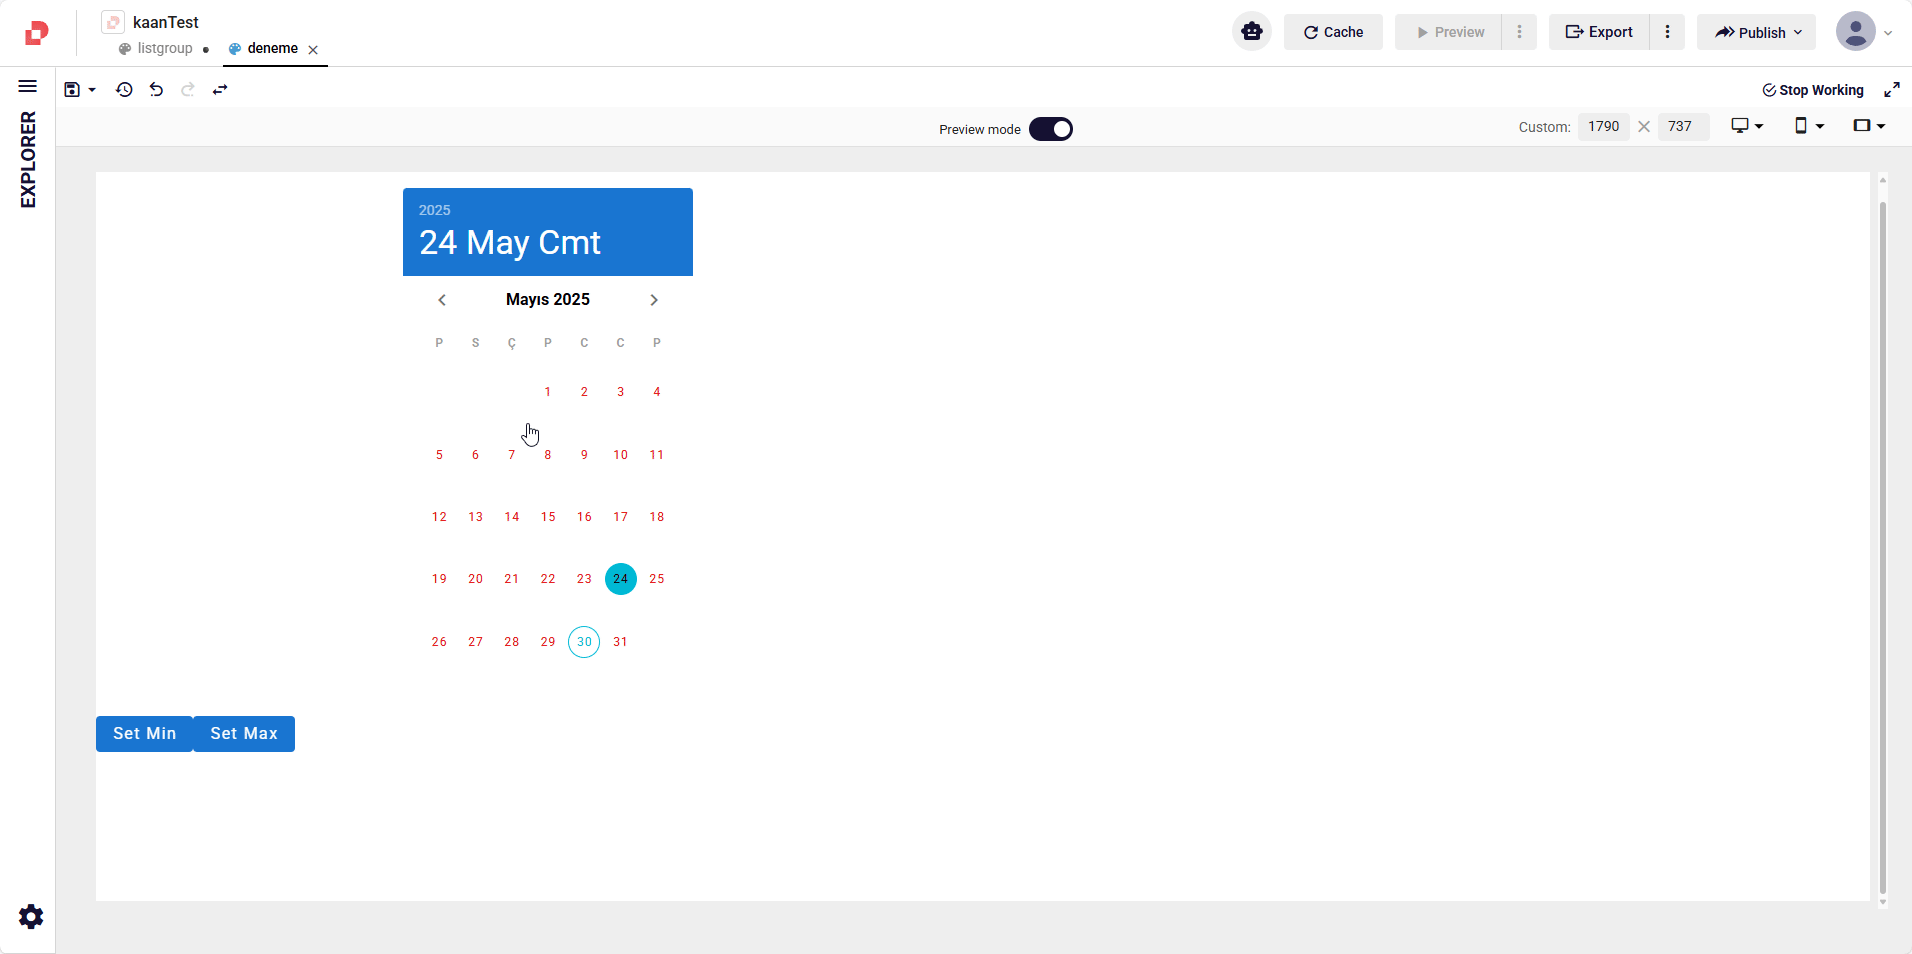 kaanTest
listgroup
deneme
Cache
Preview
Export
Publish
EXPLORER
Stop Working
Preview mode
Custom: 1790 737
2025
24 May Cmt
Mayıs 2025
P S Ç P C C P
1 2 3 4
5 6 7 8 9 10 11
12 13 14 15 16 17 18
19 20 21 22 23 24 25
26 27 28 29 30 31
Set Min Set Max